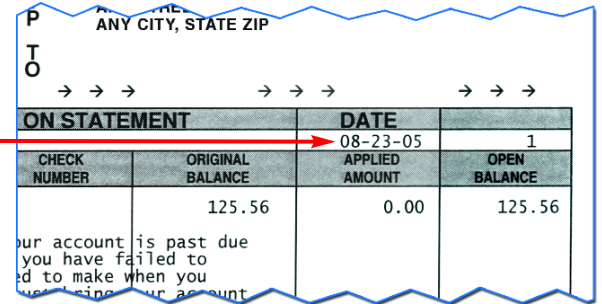 P
ANY CITY, STATE ZIP
T
O
→ → → → → → → → →
ON STATEMENT DATE
08-23-05 1
CHECK NUMBER ORIGINAL BALANCE APPLIED AMOUNT OPEN BALANCE
125.56 0.00 125.56
our account is past due
you have failed to
ed to make when you
account